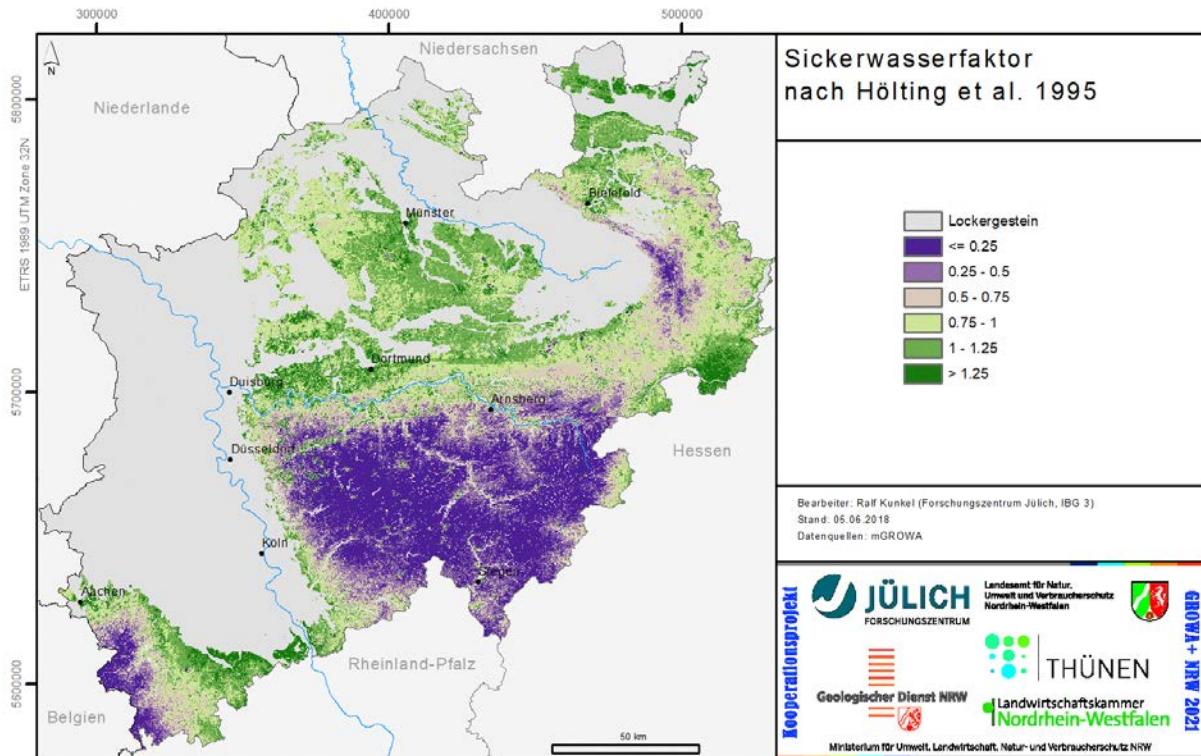 300000
400000
500000
5800000
5700000
5600000
ETRS 1989 UTM Zone 32N
N
Niedersachsen
Niederlande
Bielefeld
Münster
Dortmund
Duisburg
Arnsberg
Düsseldorf
Hessen
Köln
Siegen
Aachen
Rheinland-Pfalz
Belgien
50 km
Sickerwasserfaktor
nach Hölting et al. 1995
Lockergestein
<= 0.25
0.25 - 0.5
0.5 - 0.75
0.75 - 1
1 - 1.25
> 1.25
Bearbeiter: Ralf Kunkel (Forschungszentrum Jülich, IBG 3)
Stand: 05.06.2018
Datenquellen: mGROWA
Kooperationsprojekt
JÜLICH
FORSCHUNGSZENTRUM
Landesamt für Natur,
Umwelt und Verbraucherschutz
Nordrhein-Westfalen
THÜNEN
Geologischer Dienst NRW
Landwirtschaftskammer
Nordrhein-Westfalen
GROWA+ NRW 2021
Ministerium für Umwelt, Landwirtschaft, Natur- und Verbraucherschutz NRW